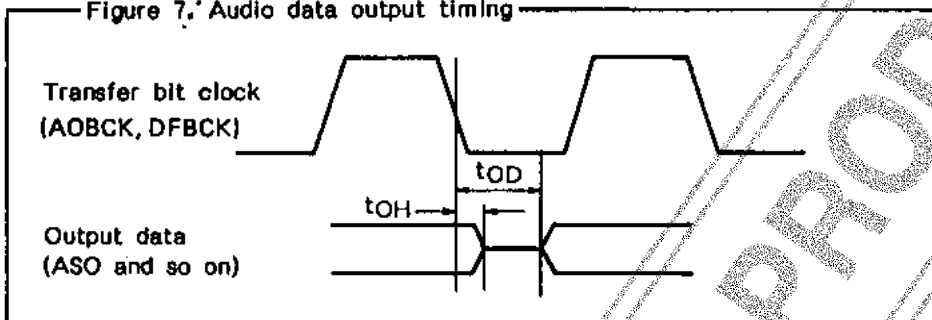 Figure 7. Audio data output timing
Transfer bit clock
(AOBCK, DFBCK)
tOD
tOH
Output data
(ASO and so on)
PROD